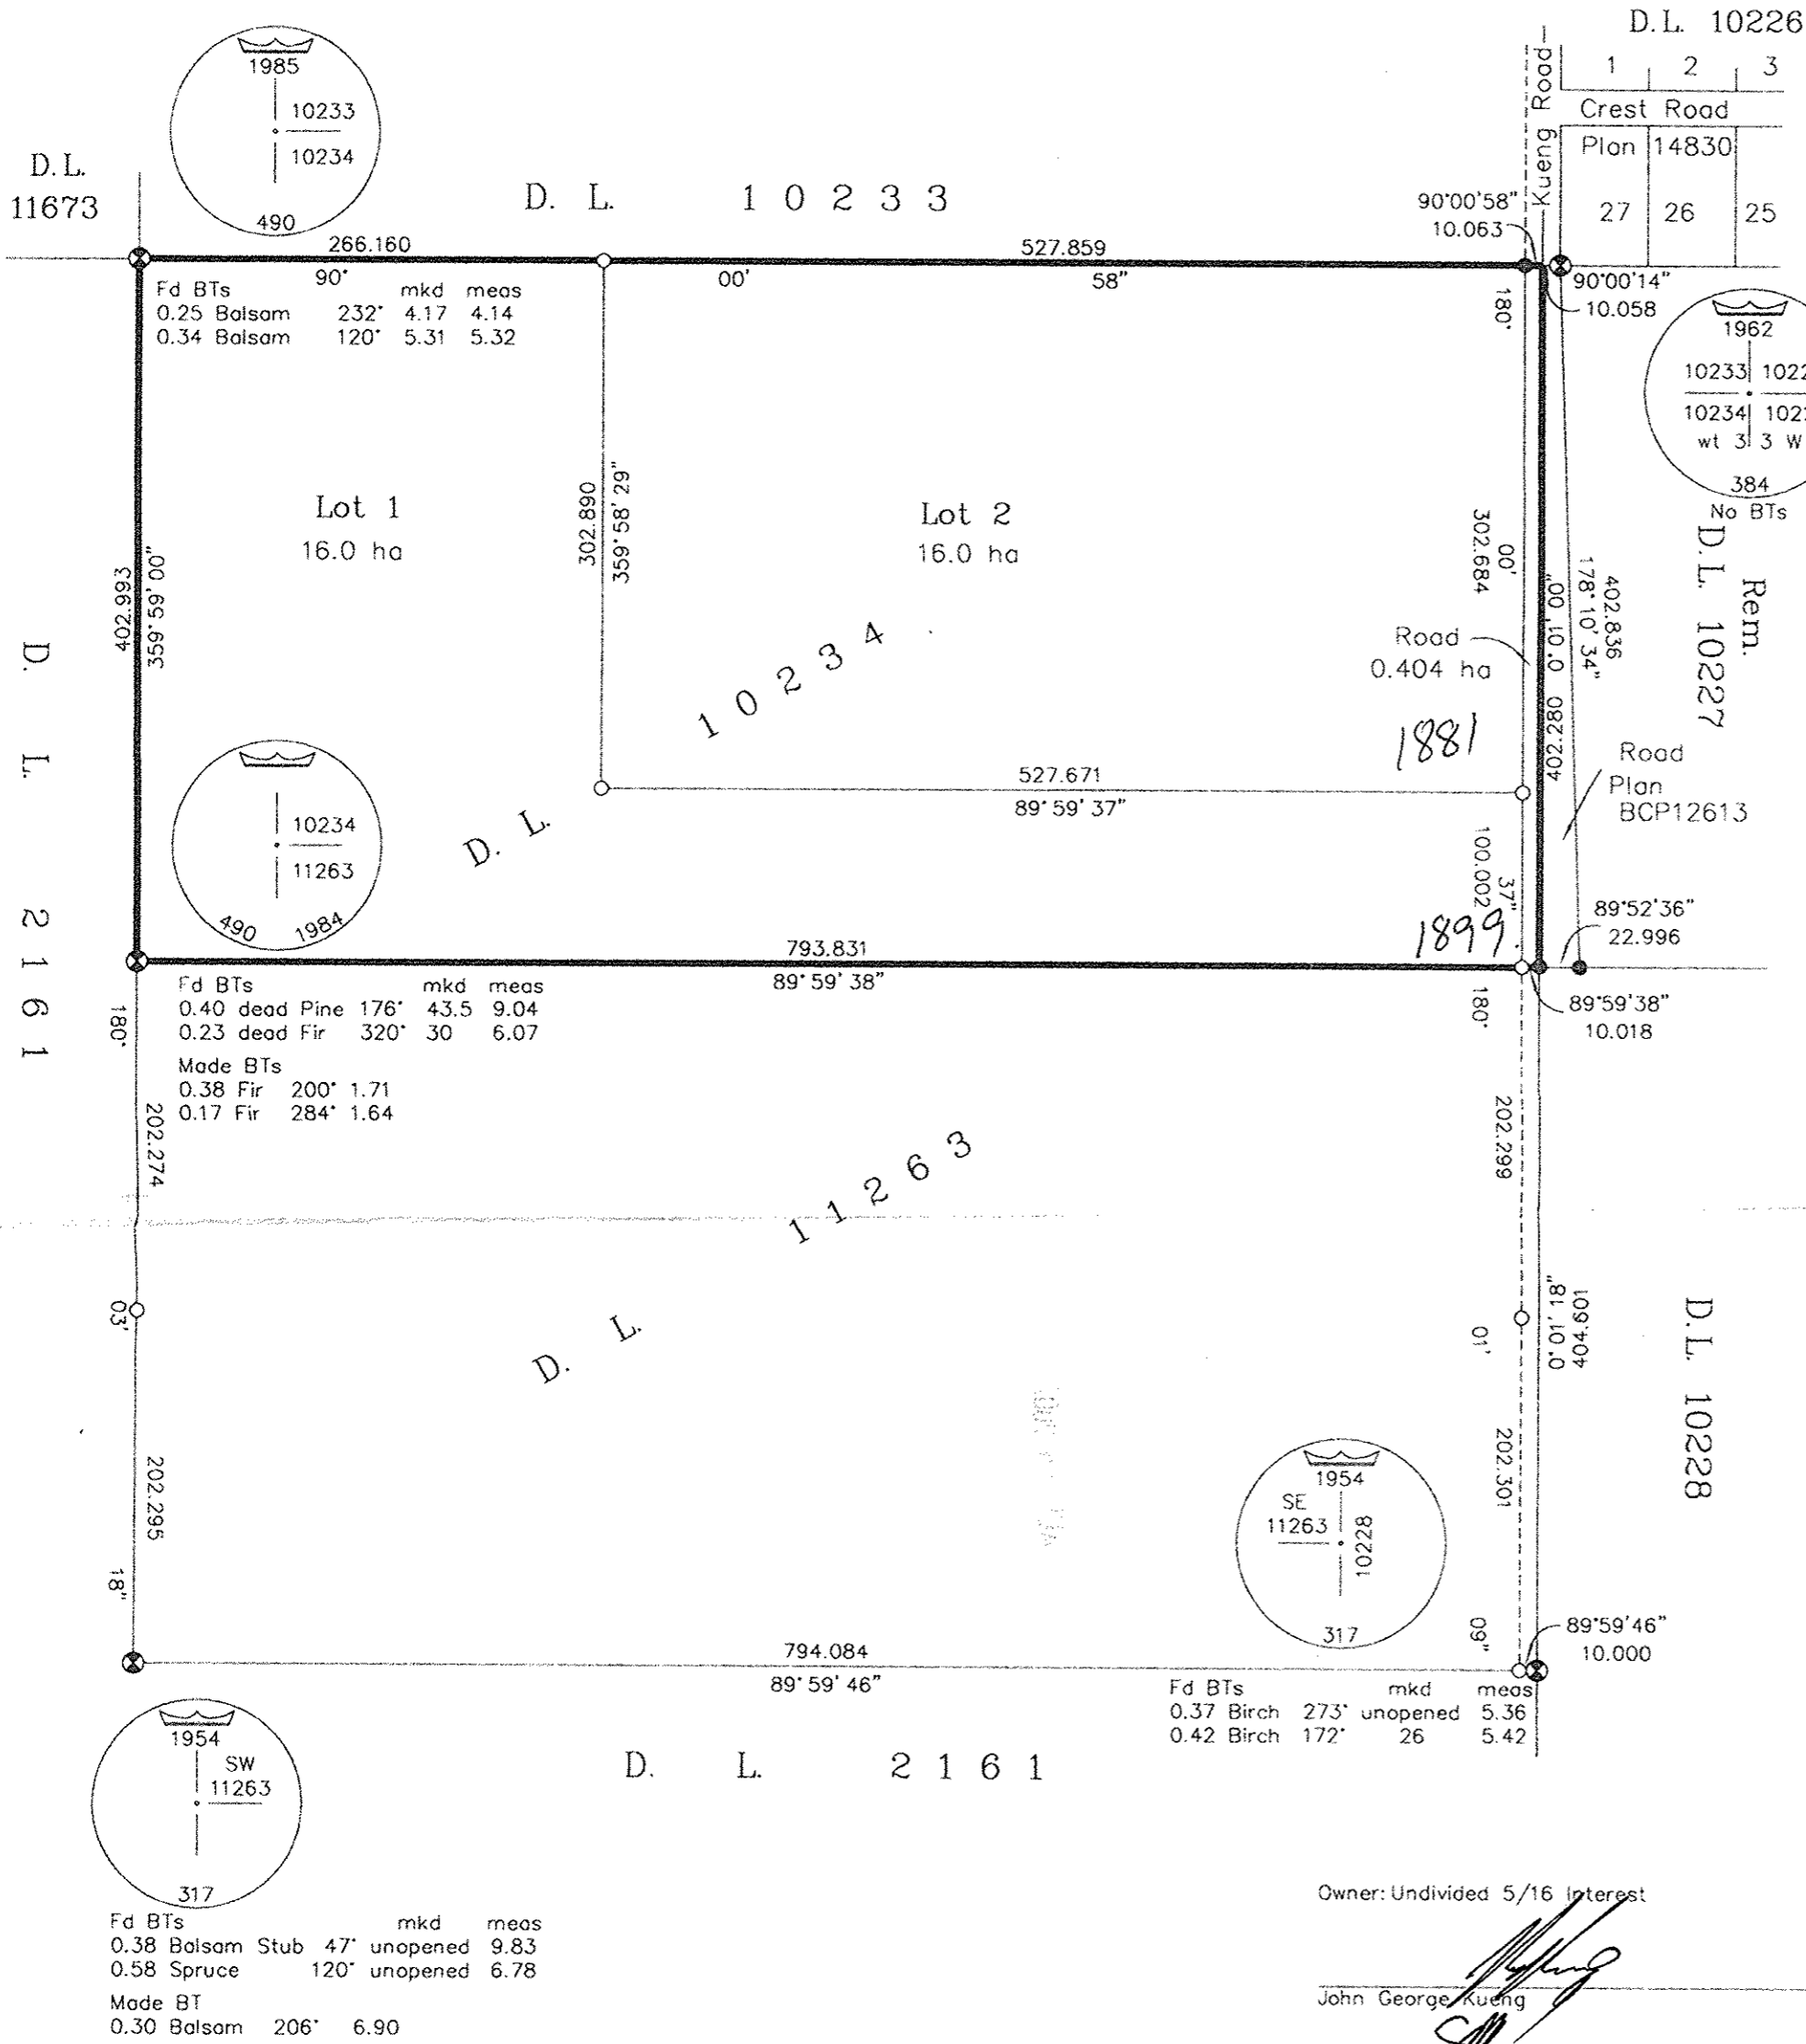 D.L. 10226
1 2 3
Crest Road
Plan 14830
27 26 25
Kueng Road
1985
10233
10234
490
D.L.
11673
D. L. 10233
90°00'58"
10.063
266.160
527.859
90° 00' 58"
90°00'14"
10.058
Fd BTs mkd meas
0.25 Balsam 232° 4.17 4.14
0.34 Balsam 120° 5.31 5.32
180°
1962
10233
10234
wt 3 3 W
384
No BTs
Lot 1
16.0 ha
302.890
359°58'29"
Lot 2
16.0 ha
00'
302.684
402.993
359°59'00"
0°01'00"
402.280
402.836
178°10'34"
Rem.
D.L. 10227
Road
0.404 ha
D. L. 10234
1881
Road
Plan
BCP12613
527.671
89°59'37"
10234
11263
490 1984
37"
100.002
1899
89°52'36"
22.996
793.831
89°59'38"
89°59'38"
10.018
D. L. 2161
Fd BTs mkd meas
0.40 dead Pine 176° 43.5 9.04
0.23 dead Fir 320° 30 6.07
Made BTs
0.38 Fir 200° 1.71
0.17 Fir 284° 1.64
180°
202.274
180°
202.299
D. L. 11263
03'
01'
0°01'18"
404.601
D.L. 10228
202.295
202.301
1954
SE
11263
10228
317
18"
09"
89°59'46"
10.000
794.084
89°59'46"
Fd BTs mkd meas
0.37 Birch 273° unopened 5.36
0.42 Birch 172° 26 5.42
1954
SW
11263
317
D. L. 2161
Fd BTs mkd meas
0.38 Balsam Stub 47° unopened 9.83
0.58 Spruce 120° unopened 6.78
Made BT
0.30 Balsam 206° 6.90
Owner: Undivided 5/16 Interest
John George Kueng